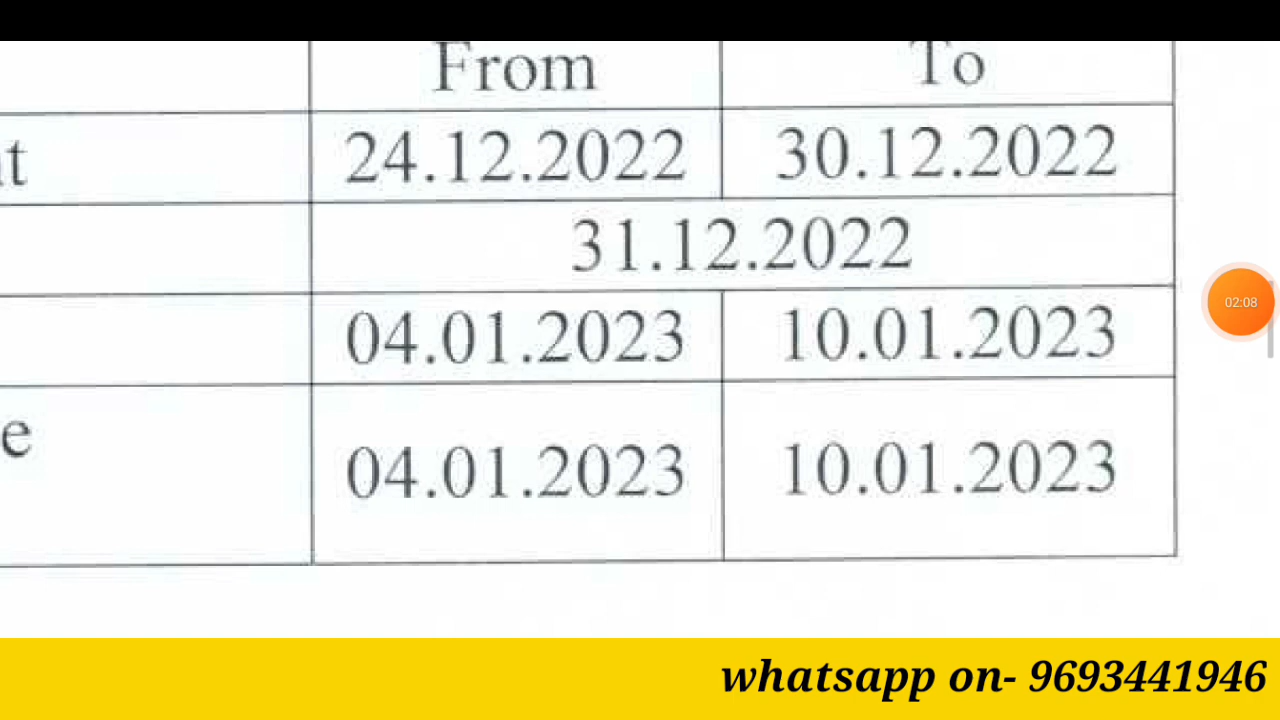 From To
24.12.2022 30.12.2022
31.12.2022
04.01.2023 10.01.2023
e
04.01.2023 10.01.2023
02:08
whatsapp on- 9693441946